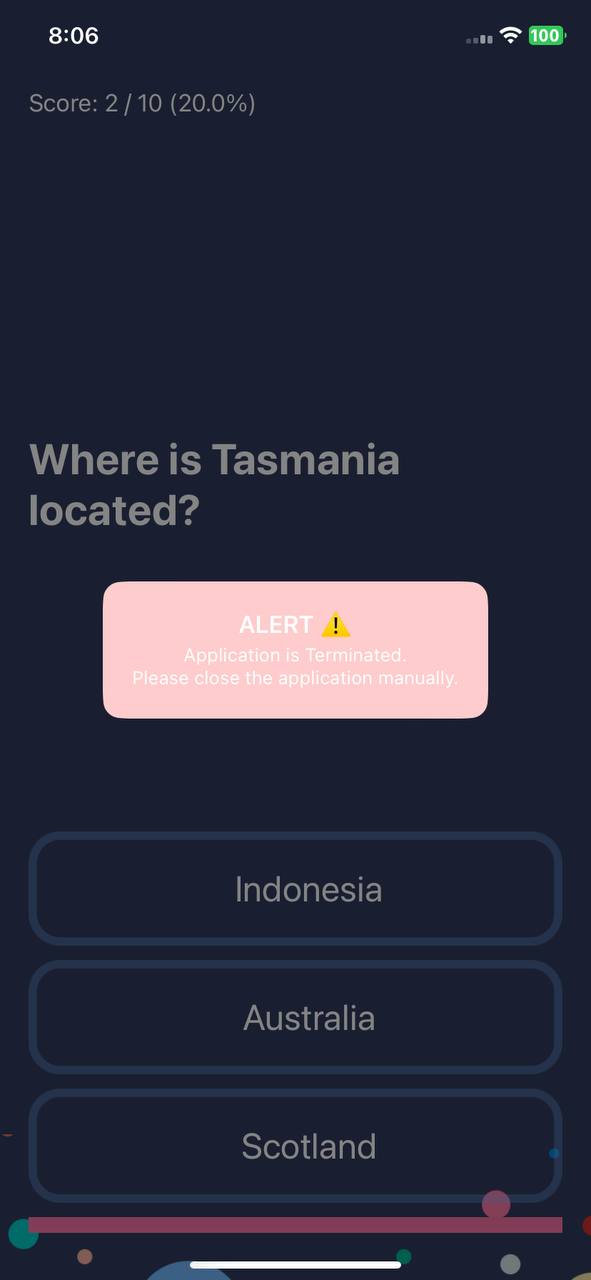 8:06
100
Score: 2 / 10 (20.0%)
Where is Tasmania
located?
ALERT ⚠️
Application is Terminated.
Please close the application manually.
Indonesia
Australia
Scotland